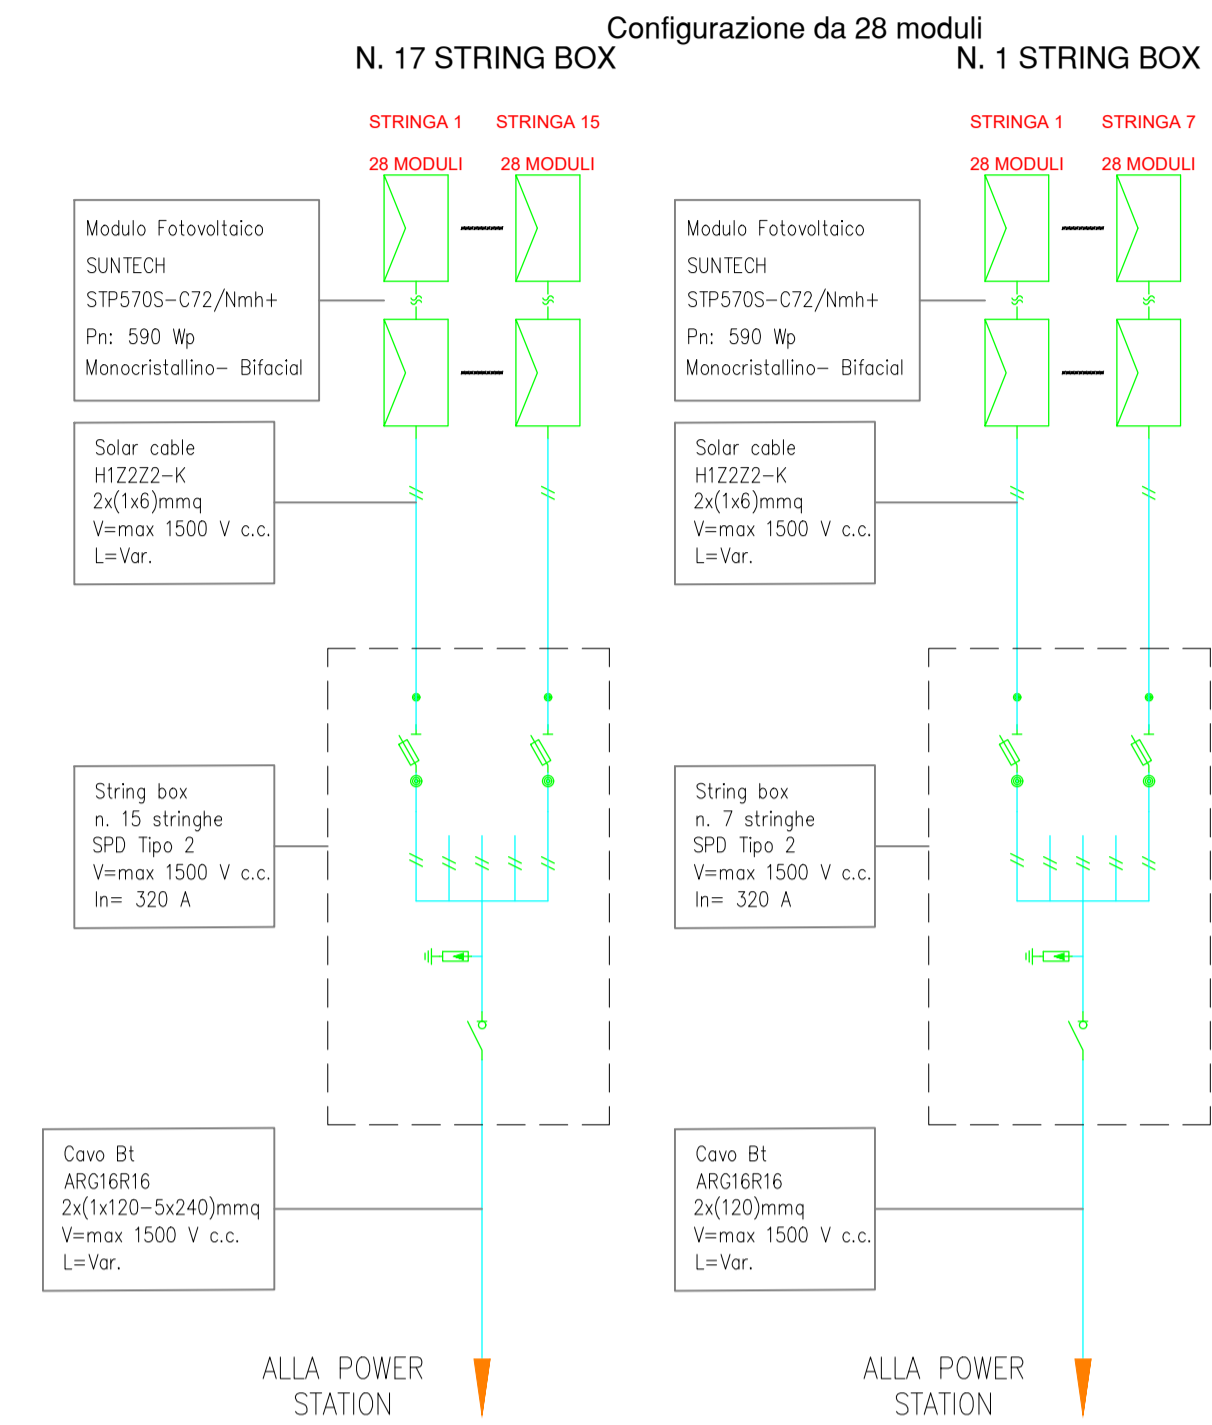 Configurazione da 28 moduli
N. 17 STRING BOX
STRINGA 1 STRINGA 15
28 MODULI 28 MODULI
Modulo Fotovoltaico
SUNTECH
STP570S-C72/Nmh+
Pn: 590 Wp
Monocristallino- Bifacial
Solar cable
H1Z2Z2-K
2x(1x6)mmq
V=max 1500 V c.c.
L=Var.
String box
n. 15 stringhe
SPD Tipo 2
V=max 1500 V c.c.
In= 320 A
Cavo Bt
ARG16R16
2x(1x120-5x240)mmq
V=max 1500 V c.c.
L=Var.
ALLA POWER
STATION
N. 1 STRING BOX
STRINGA 1 STRINGA 7
28 MODULI 28 MODULI
Modulo Fotovoltaico
SUNTECH
STP570S-C72/Nmh+
Pn: 590 Wp
Monocristallino- Bifacial
Solar cable
H1Z2Z2-K
2x(1x6)mmq
V=max 1500 V c.c.
L=Var.
String box
n. 7 stringhe
SPD Tipo 2
V=max 1500 V c.c.
In= 320 A
Cavo Bt
ARG16R16
2x(120)mmq
V=max 1500 V c.c.
L=Var.
ALLA POWER
STATION